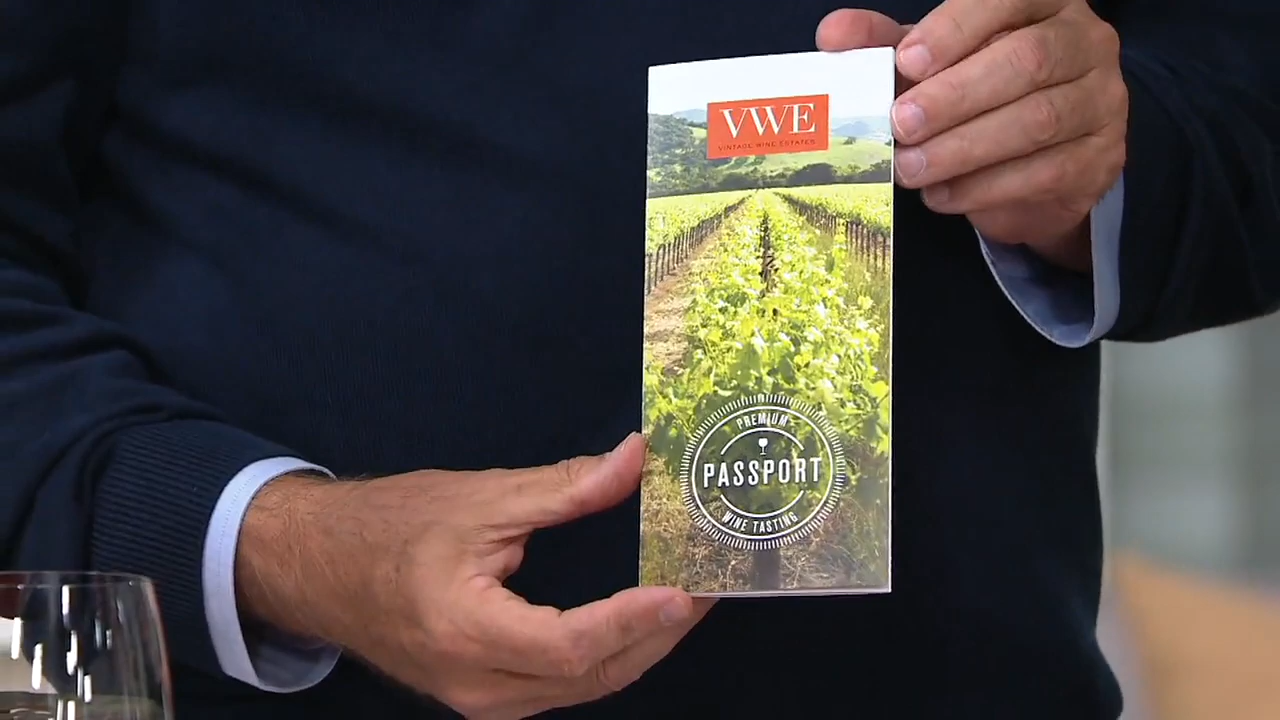 VWE
VINTAGE WINE ESTATES
PREMIUM
PASSPORT
WINE TASTING